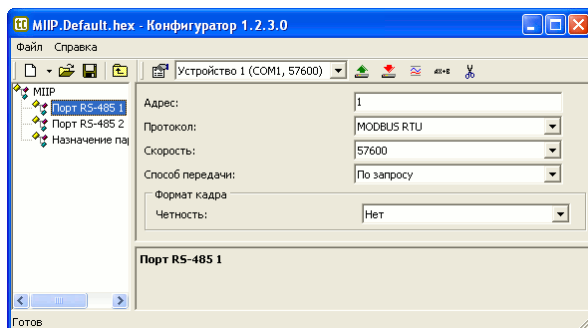 MIIP.Default.hex - Конфигуратор 1.2.3.0
Файл Справка
Устройство 1 (COM1, 57600)
MIIP
Порт RS-485 1
Порт RS-485 2
Назначение па
Адрес: 1
Протокол: MODBUS RTU
Скорость: 57600
Способ передачи: По запросу
Формат кадра
Четность: Нет
Порт RS-485 1
Готов